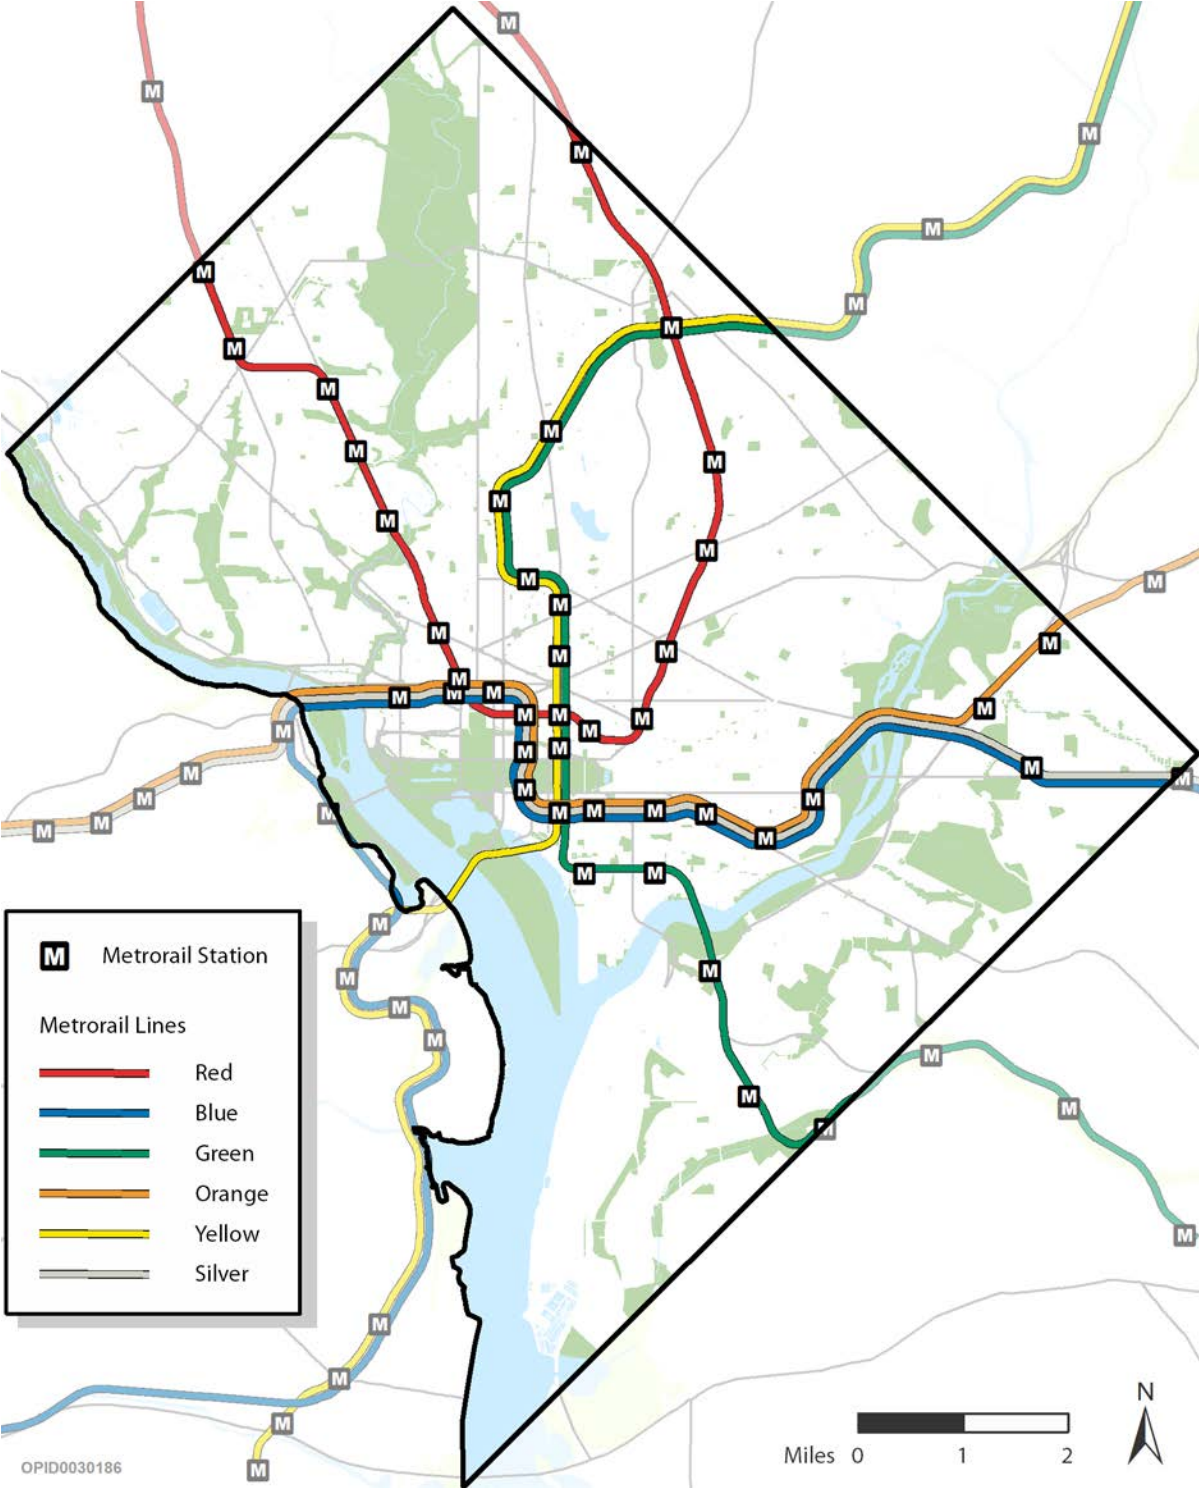 M Metrorail Station
Metrorail Lines
Red
Blue
Green
Orange
Yellow
Silver
OPID0030186
N
Miles 0 1 2